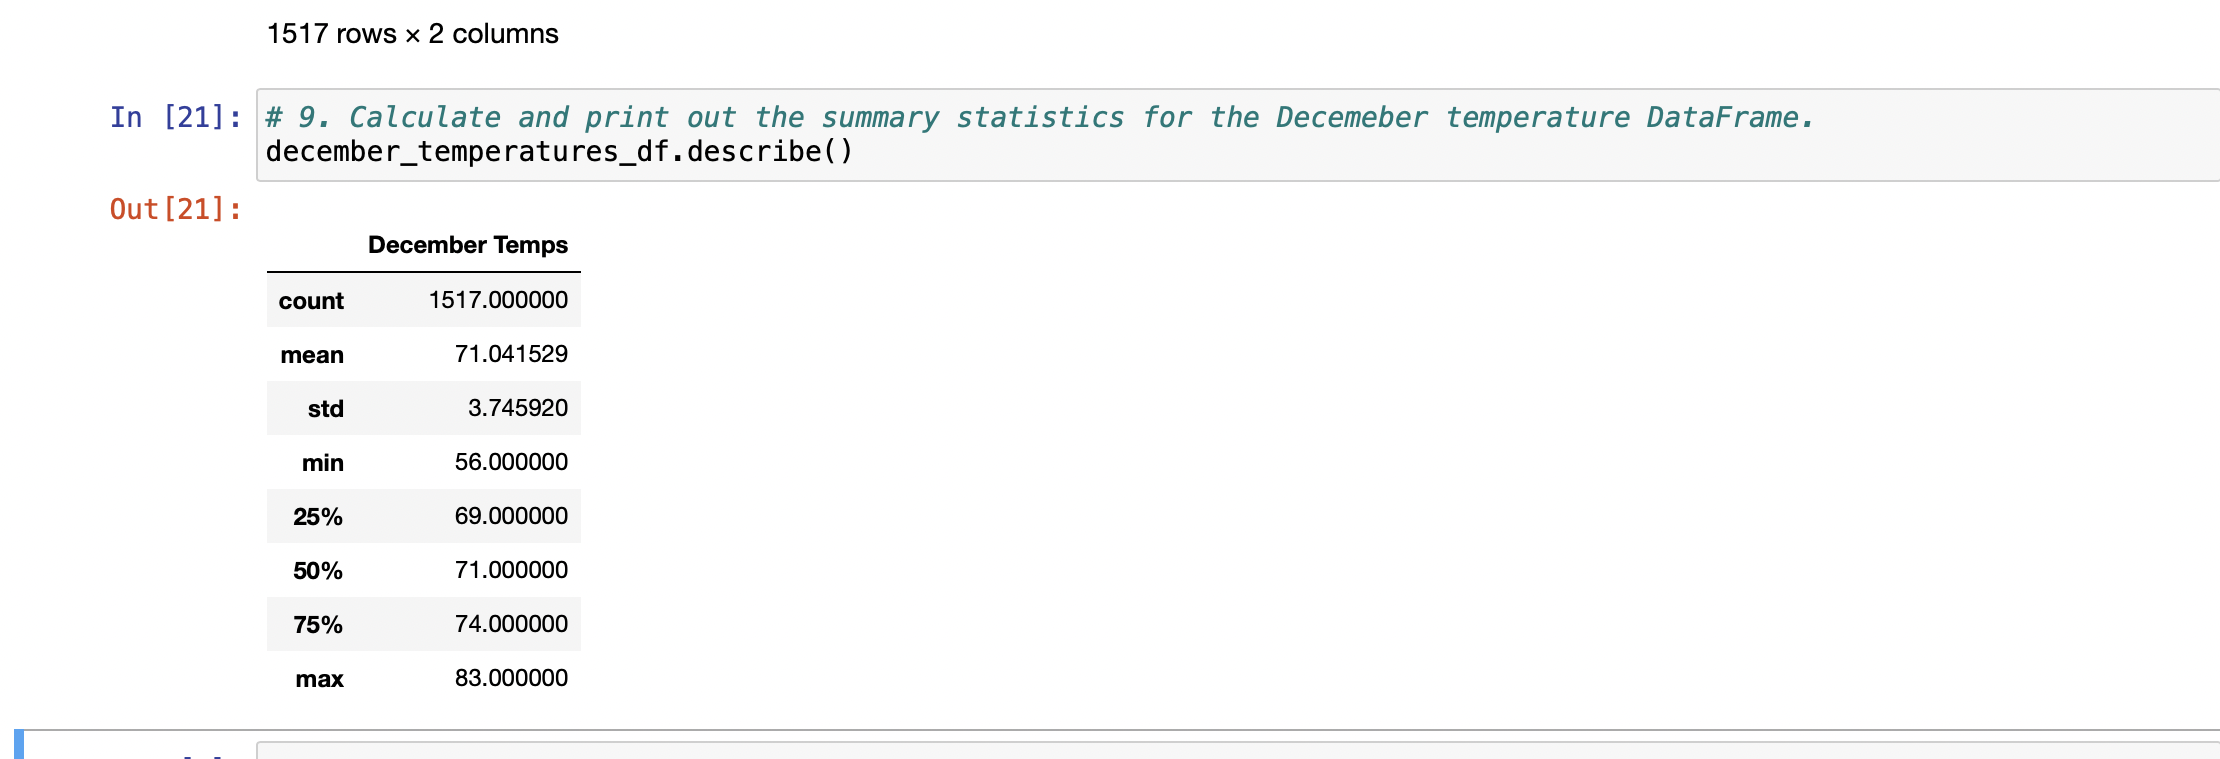 1517 rows × 2 columns
In [21]: # 9. Calculate and print out the summary statistics for the Decemeber temperature DataFrame.
december_temperatures_df.describe()
Out[21]:
December Temps
count 1517.000000
mean 71.041529
std 3.745920
min 56.000000
25% 69.000000
50% 71.000000
75% 74.000000
max 83.000000